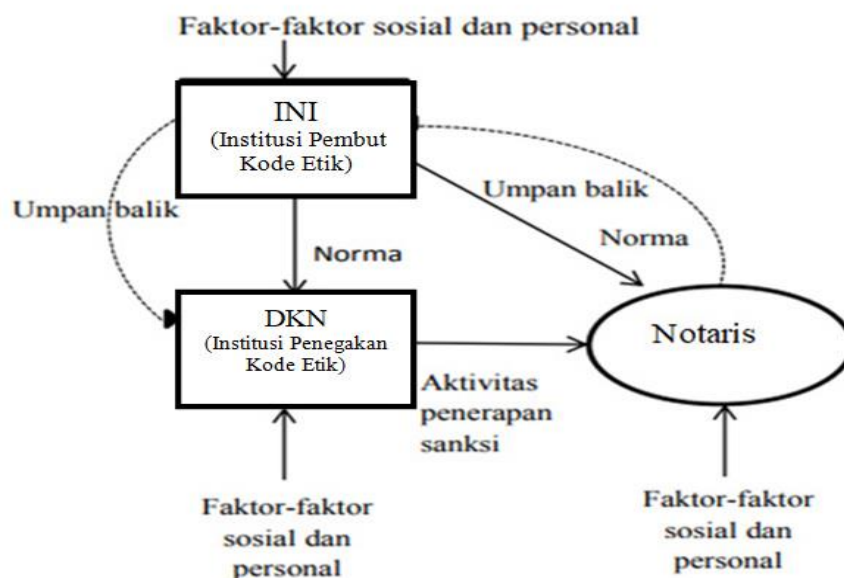 Faktor-faktor sosial dan personal
INI
(Institusi Pembut
Kode Etik)
Umpan balik
Umpan balik
Norma
Norma
DKN
(Institusi Penegakan
Kode Etik)
Notaris
Aktivitas
penerapan
sanksi
Faktor-faktor
sosial dan
personal
Faktor-faktor
sosial dan
personal